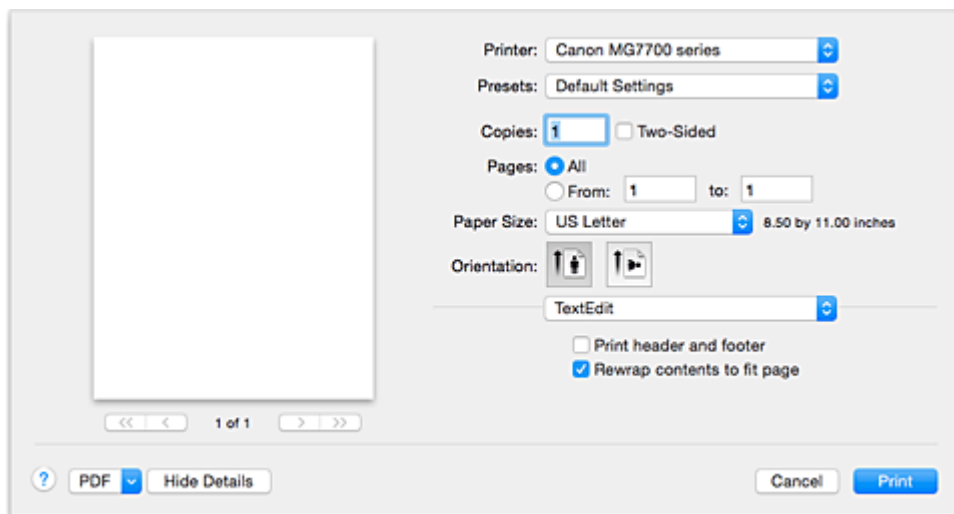 Printer: Canon MG7700 series
Presets: Default Settings
Copies: 1 Two-Sided
Pages: All
From: 1 to: 1
Paper Size: US Letter 8.50 by 11.00 inches
Orientation:
TextEdit
Print header and footer
Rewrap contents to fit page
<< < 1 of 1 > >>
? PDF Hide Details Cancel Print